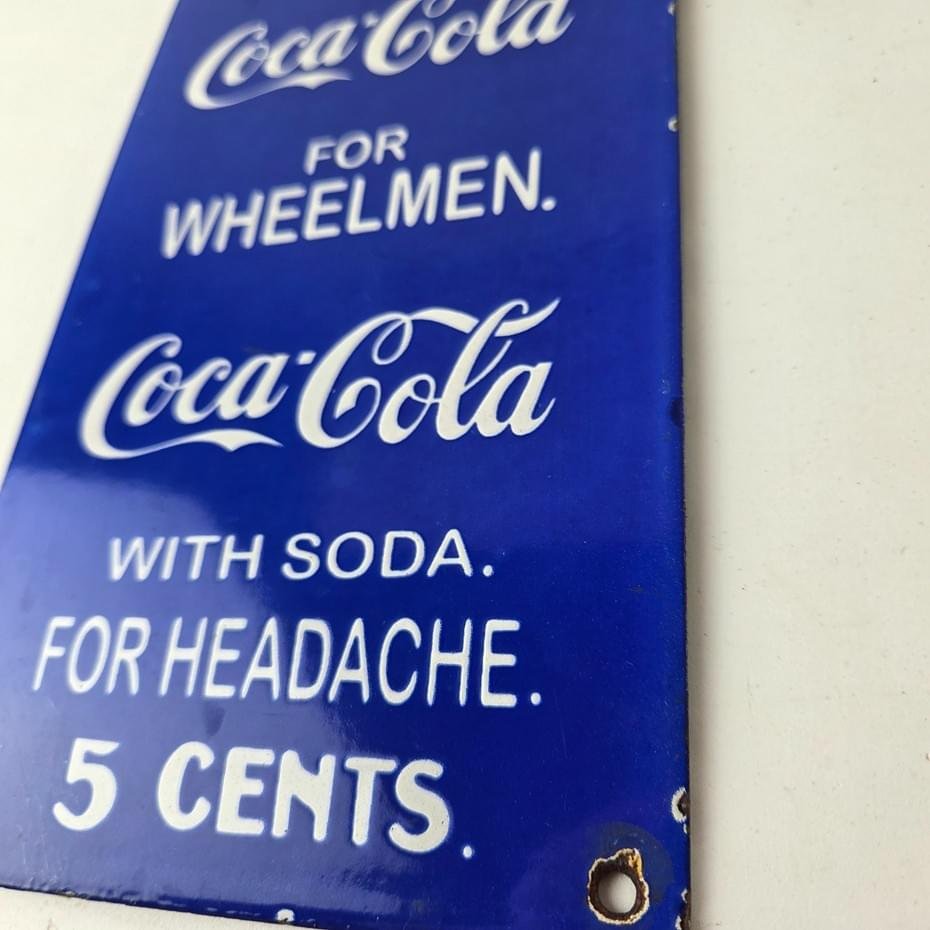 Coca-Cola
FOR
WHEELMEN.
Coca-Cola
WITH SODA.
FOR HEADACHE.
5 CENTS.